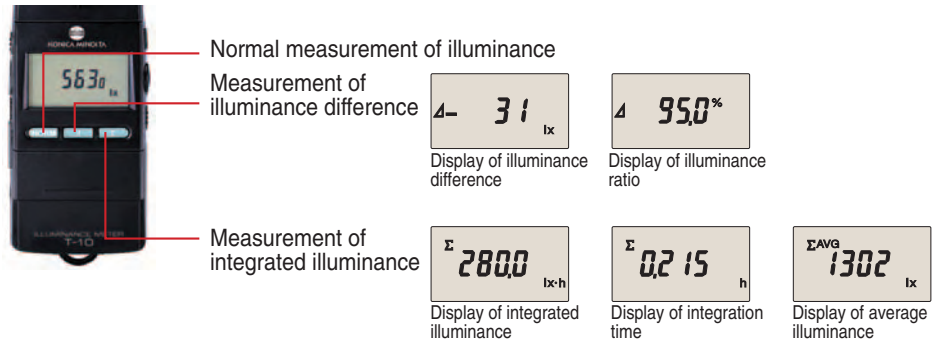 KONICA MINOLTA
5630 lx
ILLUMINANCE METER
T-10
Normal measurement of illuminance
Measurement of
illuminance difference
Δ– 31 lx
Display of illuminance
difference
Δ 95,0%
Display of illuminance
ratio
Measurement of
integrated illuminance
Σ 280,0 lx·h
Display of integrated
illuminance
Σ 0,215 h
Display of integration
time
ΣAVG 1302 lx
Display of average
illuminance